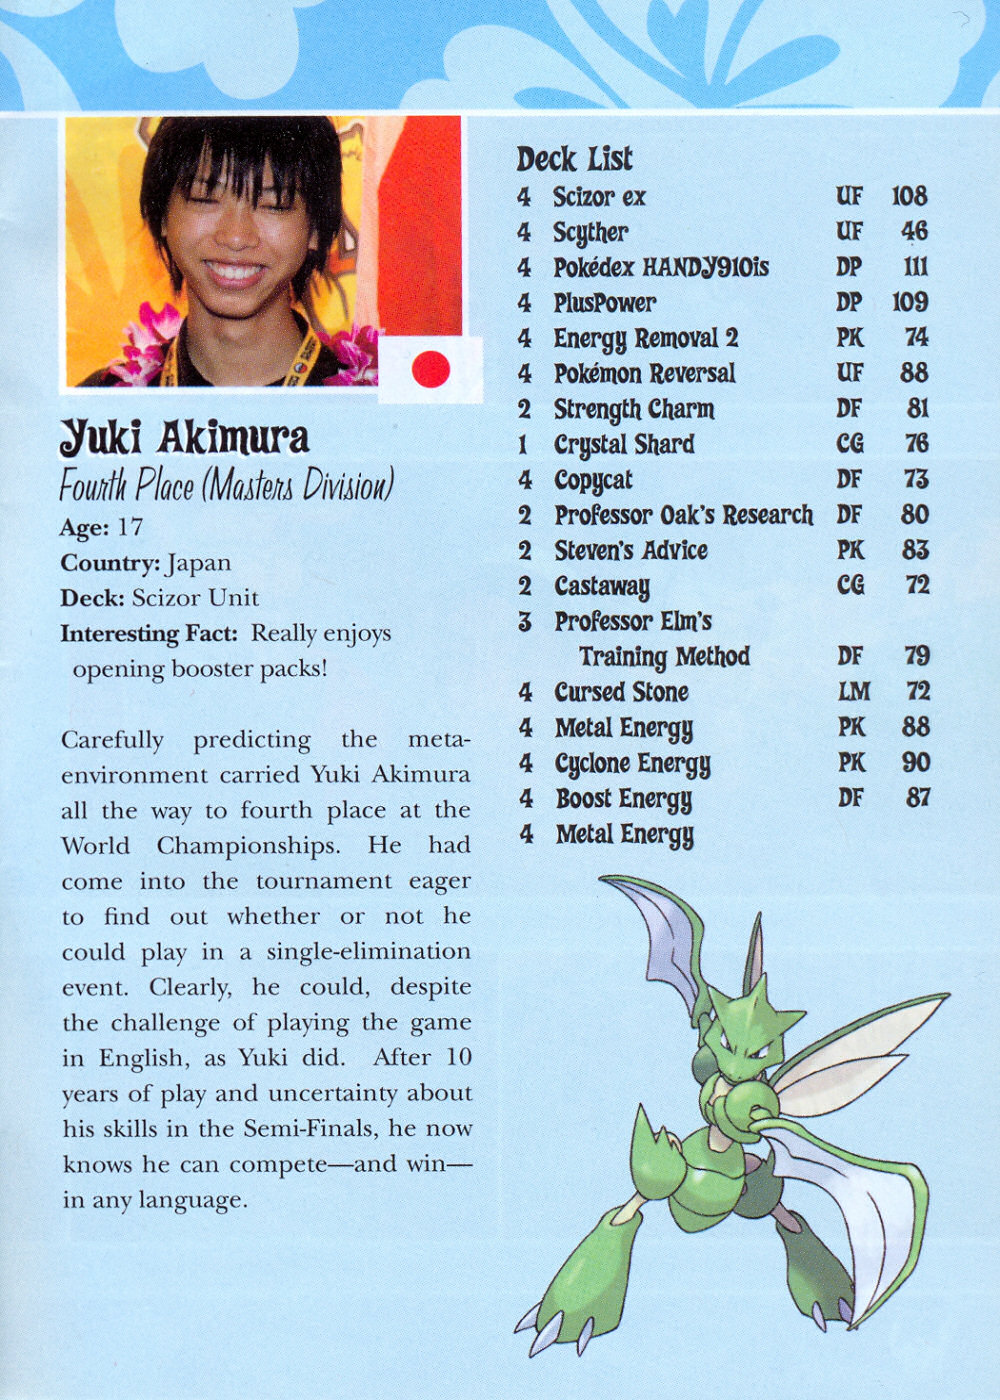 Yuki Akimura
Fourth Place (Masters Division)
Age: 17
Country: Japan
Deck: Scizor Unit
Interesting Fact: Really enjoys
opening booster packs!
Carefully predicting the meta-
environment carried Yuki Akimura
all the way to fourth place at the
World Championships. He had
come into the tournament eager
to find out whether or not he
could play in a single-elimination
event. Clearly, he could, despite
the challenge of playing the game
in English, as Yuki did. After 10
years of play and uncertainty about
his skills in the Semi-Finals, he now
knows he can compete—and win—
in any language.
Deck List
4 Scizor ex UF 108
4 Scyther UF 46
4 Pokédex HANDY910is DP 111
4 PlusPower DP 109
4 Energy Removal 2 PK 74
4 Pokémon Reversal UF 88
2 Strength Charm DF 81
1 Crystal Shard CG 76
4 Copycat DF 73
2 Professor Oak's Research DF 80
2 Steven's Advice PK 83
2 Castaway CG 72
3 Professor Elm's
Training Method DF 79
4 Cursed Stone LM 72
4 Metal Energy PK 88
4 Cyclone Energy PK 90
4 Boost Energy DF 87
4 Metal Energy